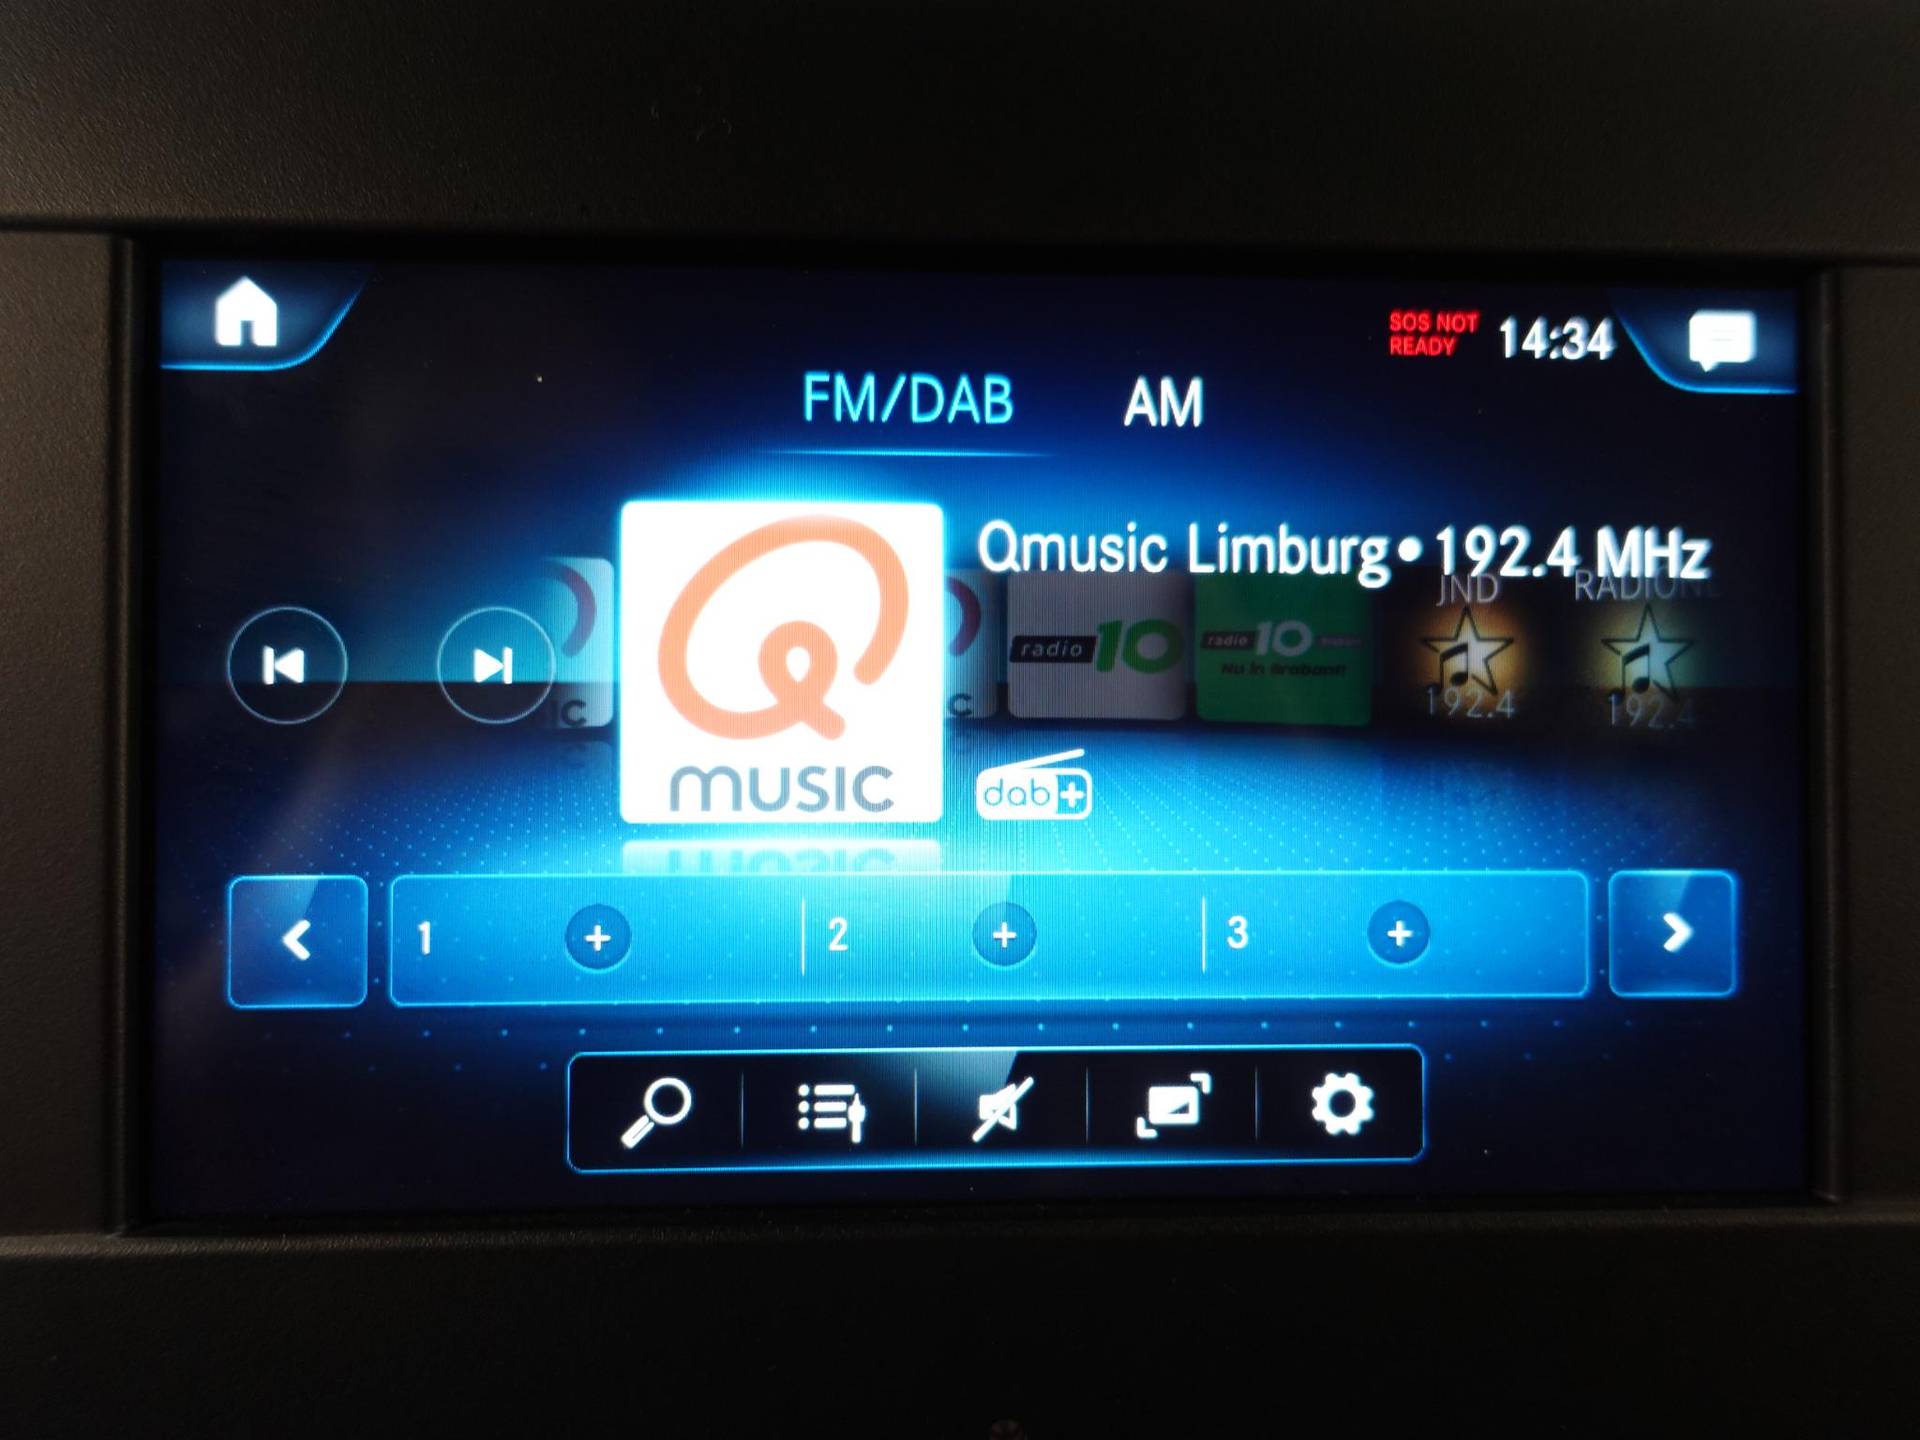 SOS NOT
READY
14:34
FM/DAB
AM
Qmusic Limburg • 192.4 MHz
JND
radio 10
radio 10
Nu in Brabant!
192.4
192.4
IC
C
MUSIC
dab+
1
2
3